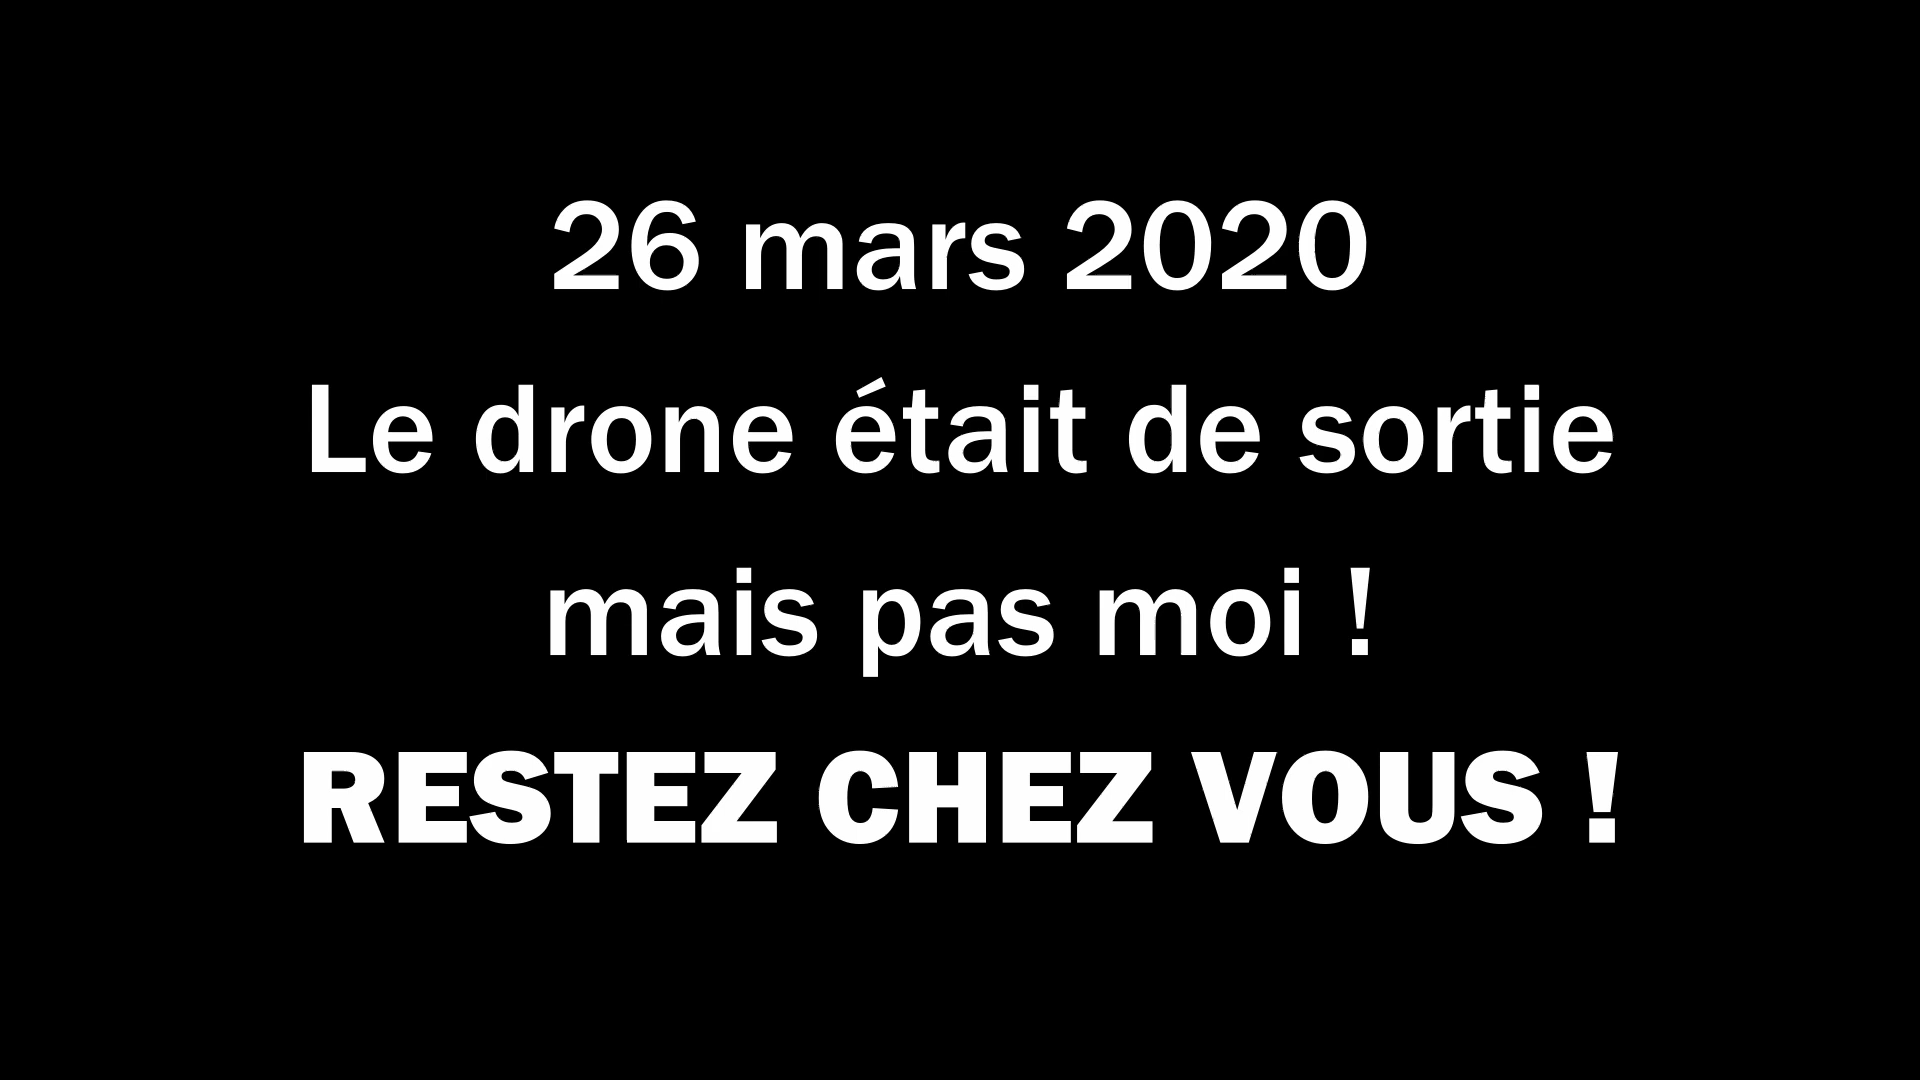 26 mars 2020
Le drone était de sortie
mais pas moi !
RESTEZ CHEZ VOUS !